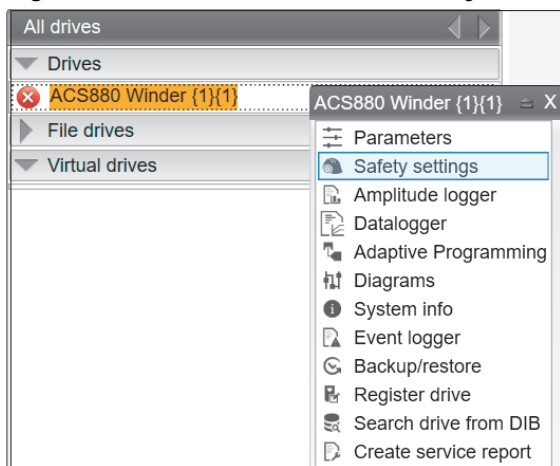 All drives
Drives
ACS880 Winder {1}{1}
File drives
Virtual drives
ACS880 Winder {1}{1} X
Parameters
Safety settings
Amplitude logger
Datalogger
Adaptive Programming
Diagrams
System info
Event logger
Backup/restore
Register drive
Search drive from DIB
Create service report